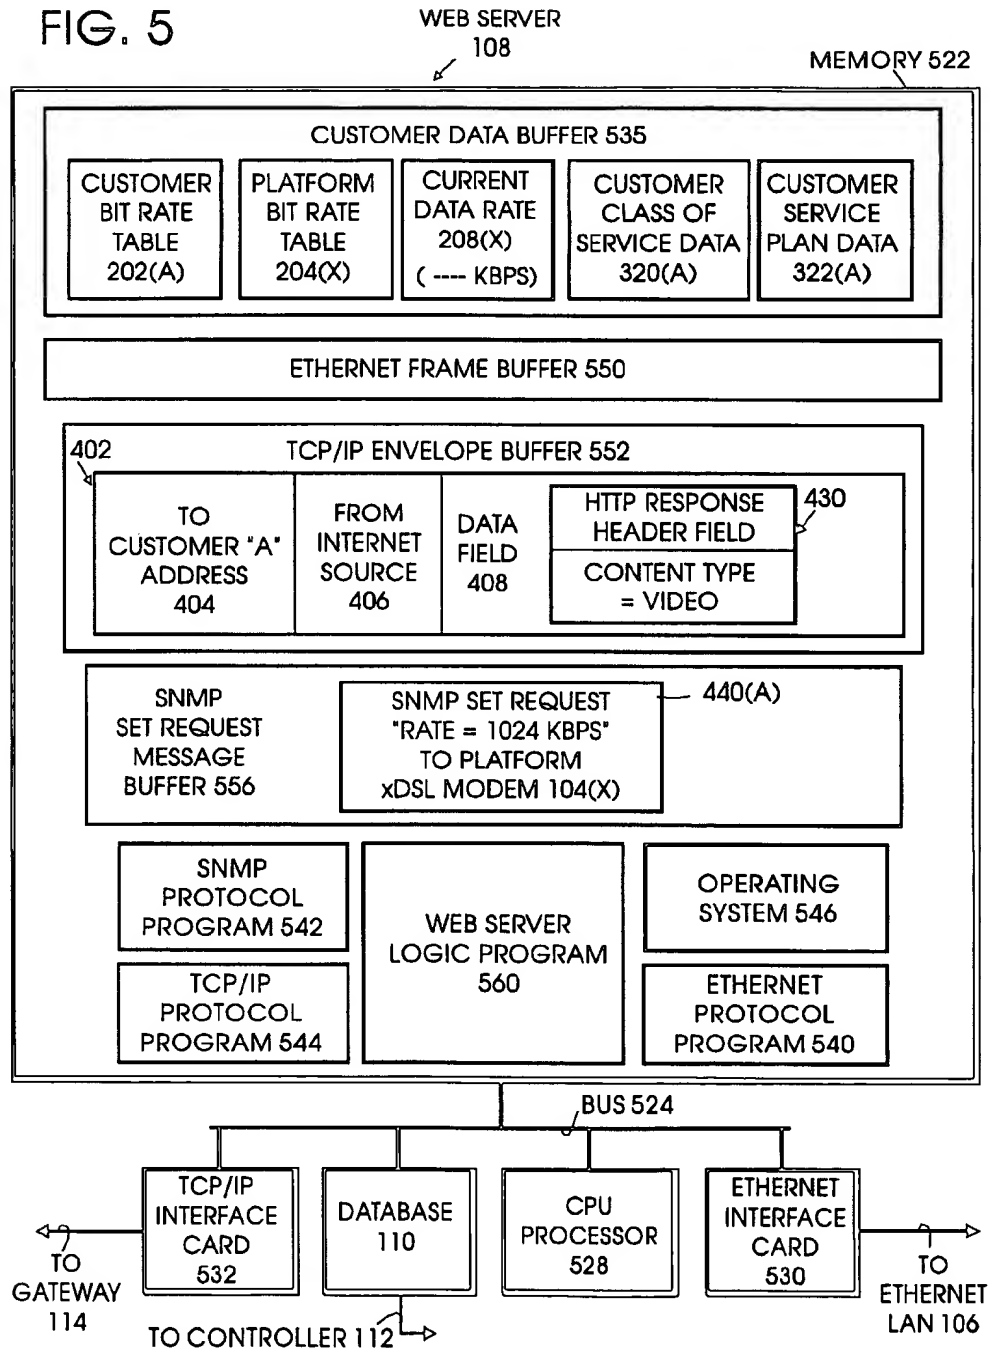 FIG. 5
WEB SERVER
108
MEMORY 522
CUSTOMER DATA BUFFER 535
CUSTOMER
BIT RATE
TABLE
202(A)
PLATFORM
BIT RATE
TABLE
204(X)
CURRENT
DATA RATE
208(X)
( ---- KBPS)
CUSTOMER
CLASS OF
SERVICE DATA
320(A)
CUSTOMER
SERVICE
PLAN DATA
322(A)
ETHERNET FRAME BUFFER 550
402
TCP/IP ENVELOPE BUFFER 552
TO
CUSTOMER "A"
ADDRESS
404
FROM
INTERNET
SOURCE
406
DATA
FIELD
408
HTTP RESPONSE
HEADER FIELD
CONTENT TYPE
= VIDEO
430
SNMP
SET REQUEST
MESSAGE
BUFFER 556
SNMP SET REQUEST
"RATE = 1024 KBPS"
TO PLATFORM
xDSL MODEM 104(X)
440(A)
SNMP
PROTOCOL
PROGRAM 542
WEB SERVER
LOGIC PROGRAM
560
OPERATING
SYSTEM 546
TCP/IP
PROTOCOL
PROGRAM 544
ETHERNET
PROTOCOL
PROGRAM 540
BUS 524
TCP/IP
INTERFACE
CARD
532
DATABASE
110
CPU
PROCESSOR
528
ETHERNET
INTERFACE
CARD
530
TO
GATEWAY
114
TO CONTROLLER 112
TO
ETHERNET
LAN 106